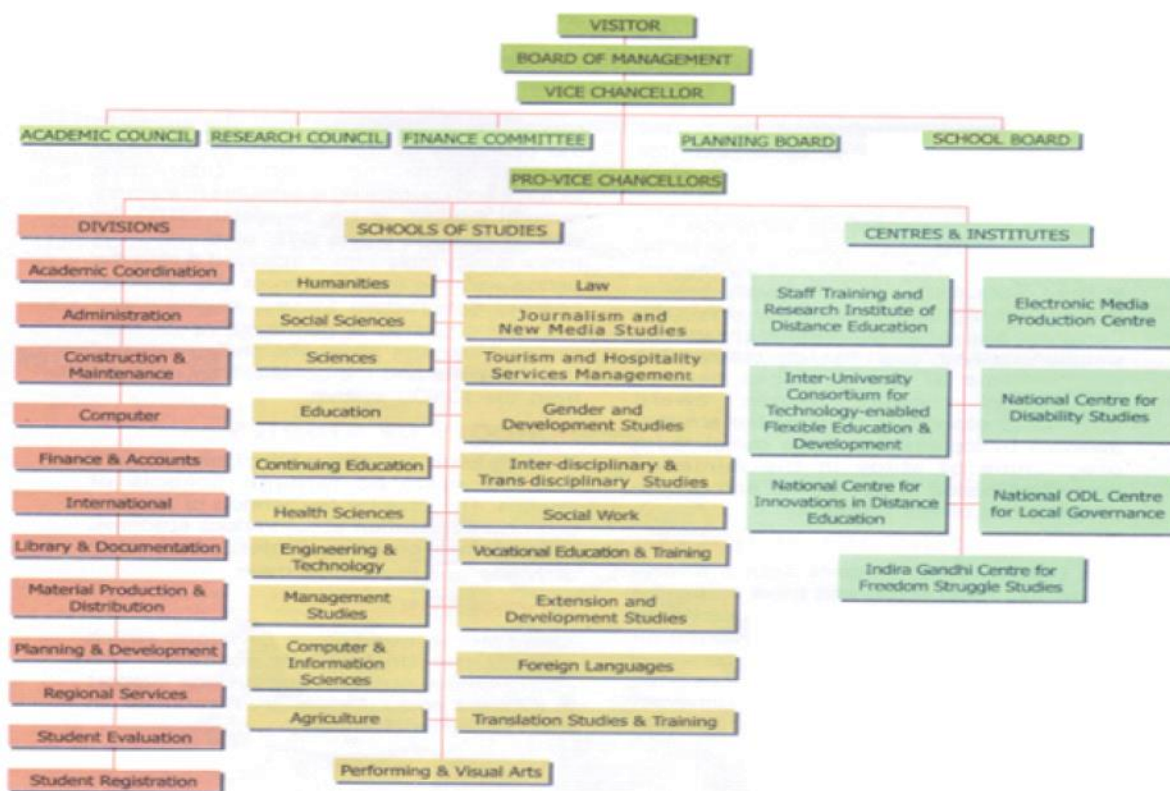 VISITOR
BOARD OF MANAGEMENT
VICE CHANCELLOR
ACADEMIC COUNCIL
RESEARCH COUNCIL
FINANCE COMMITTEE
PLANNING BOARD
SCHOOL BOARD
PRO-VICE CHANCELLORS
DIVISIONS
Academic Coordination
Administration
Construction &
Maintenance
Computer
Finance & Accounts
International
Library & Documentation
Material Production &
Distribution
Planning & Development
Regional Services
Student Evaluation
Student Registration
SCHOOLS OF STUDIES
Humanities
Social Sciences
Sciences
Education
Continuing Education
Health Sciences
Engineering &
Technology
Management
Studies
Computer &
Information
Sciences
Agriculture
Law
Journalism and
New Media Studies
Tourism and Hospitality
Services Management
Gender and
Development Studies
Inter-disciplinary &
Trans-disciplinary Studies
Social Work
Vocational Education & Training
Extension and
Development Studies
Foreign Languages
Translation Studies & Training
Performing & Visual Arts
CENTRES & INSTITUTES
Staff Training and
Research Institute of
Distance Education
Inter-University
Consortium for
Technology-enabled
Flexible Education &
Development
National Centre for
Innovations in Distance
Education
Electronic Media
Production Centre
National Centre for
Disability Studies
National ODL Centre
for Local Governance
Indira Gandhi Centre for
Freedom Struggle Studies